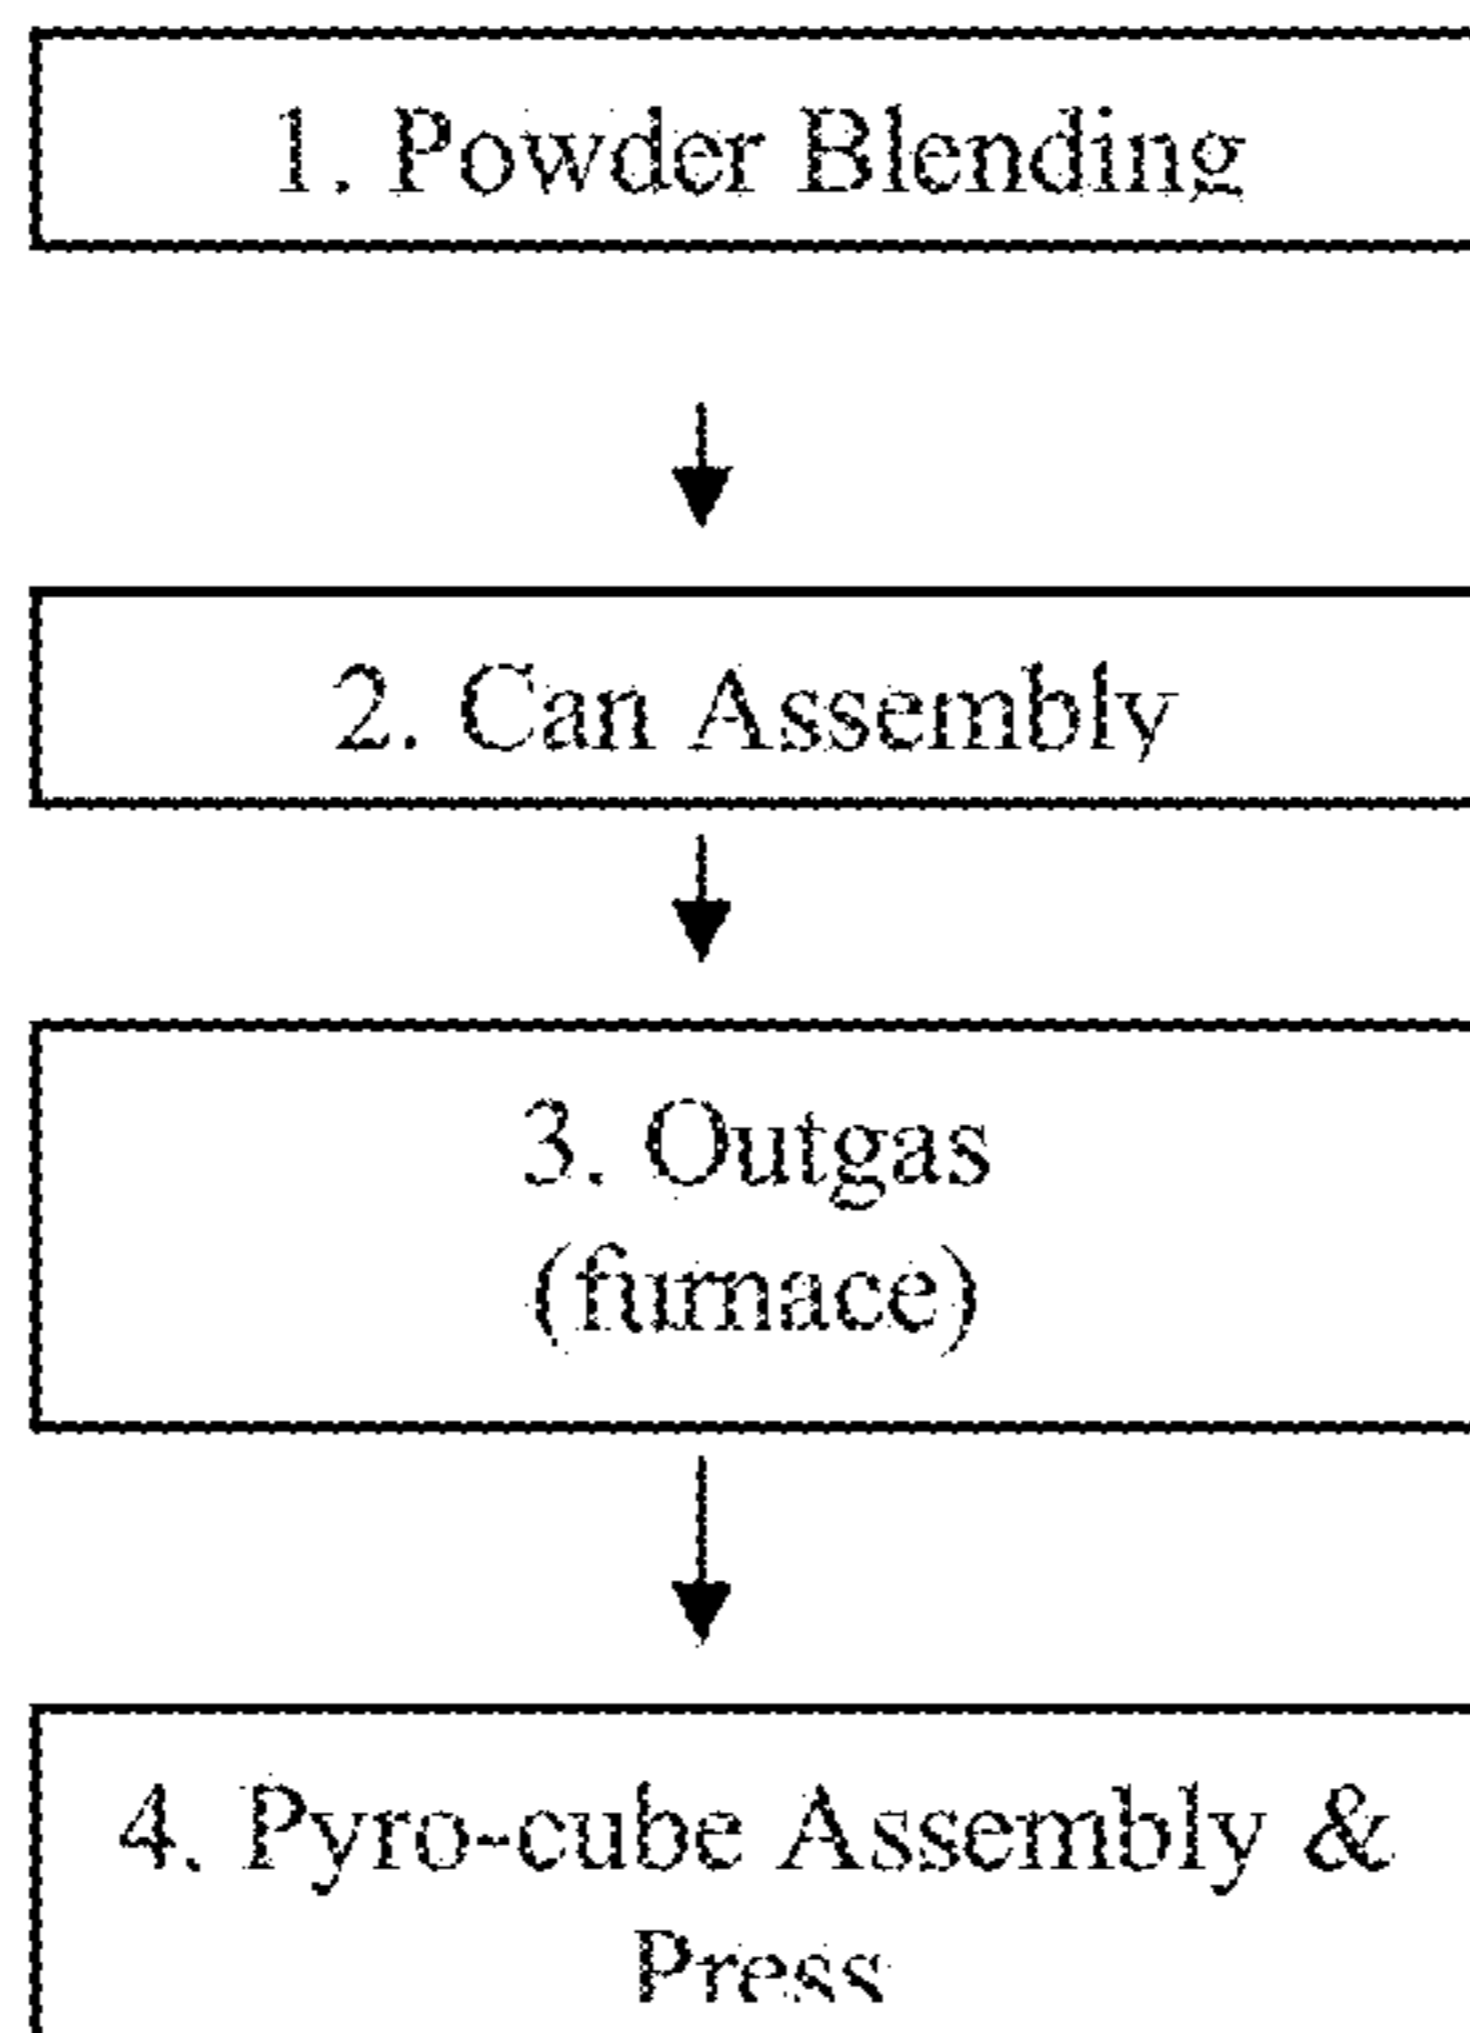 1. Powder Blending
2. Can Assembly
3. Outgas
(furnace)
4. Pyro-cube Assembly &
Press